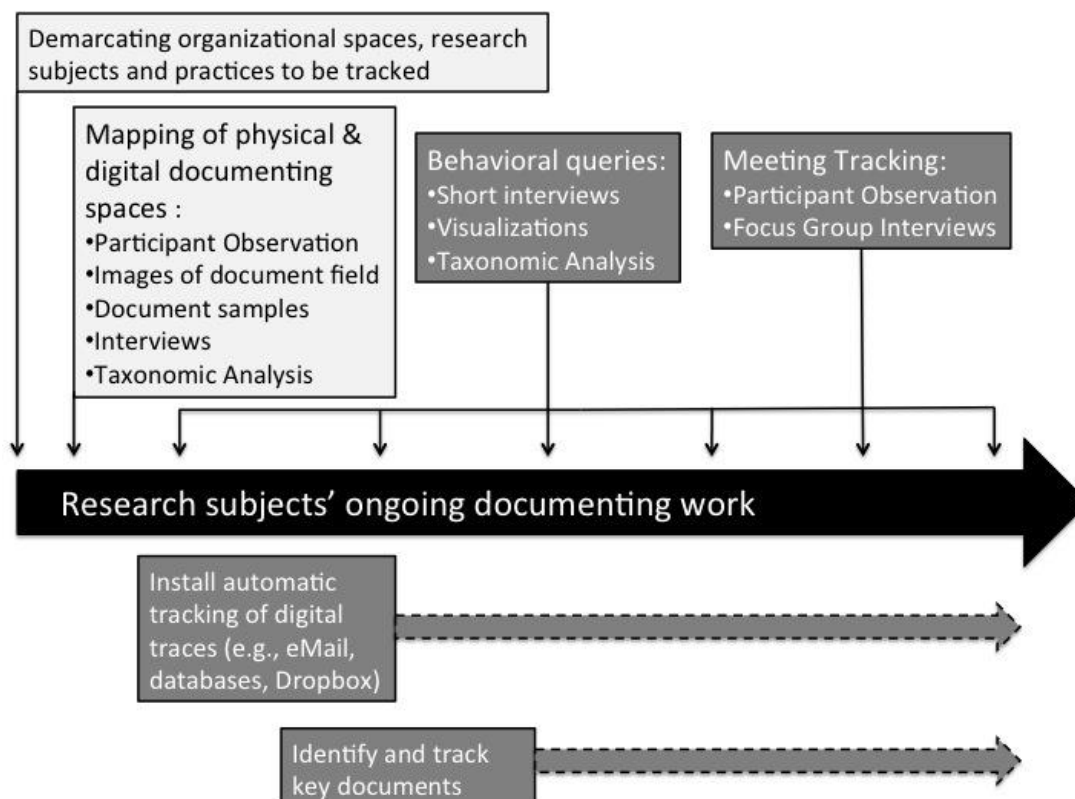 Demarcating organizational spaces, research
subjects and practices to be tracked
Mapping of physical &
digital documenting
spaces :
•Participant Observation
•Images of document field
•Document samples
•Interviews
•Taxonomic Analysis
Behavioral queries:
•Short interviews
•Visualizations
•Taxonomic Analysis
Meeting Tracking:
•Participant Observation
•Focus Group Interviews
Research subjects’ ongoing documenting work
Install automatic
tracking of digital
traces (e.g., eMail,
databases, Dropbox)
Identify and track
key documents